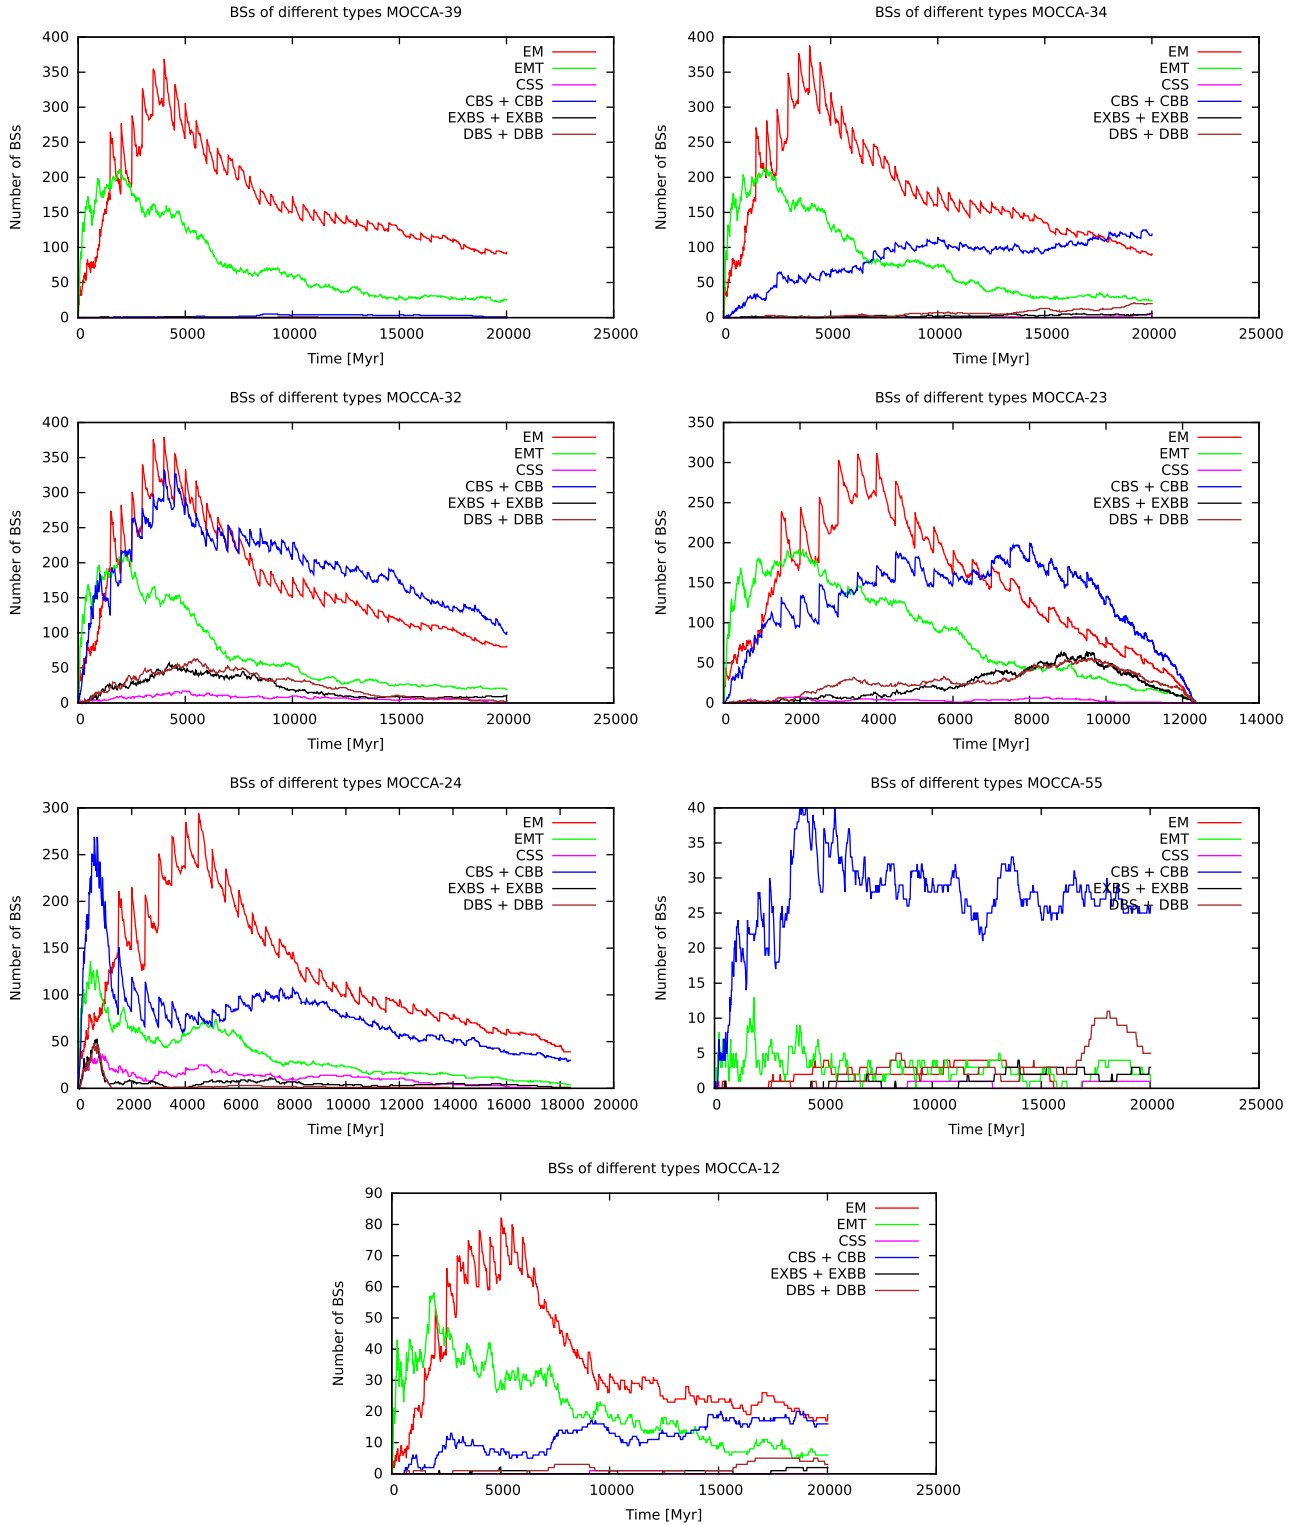 BSs of different types MOCCA-39
400
350
300
250
200
150
100
50
0
Number of BSs
EM
EMT
CSS
CBS + CBB
EXBS + EXBB
DBS + DBB
0 5000 10000 15000 20000 25000
Time [Myr]
BSs of different types MOCCA-34
400
350
300
250
200
150
100
50
0
Number of BSs
EM
EMT
CSS
CBS + CBB
EXBS + EXBB
DBS + DBB
0 5000 10000 15000 20000 25000
Time [Myr]
BSs of different types MOCCA-32
400
350
300
250
200
150
100
50
0
Number of BSs
EM
EMT
CSS
CBS + CBB
EXBS + EXBB
DBS + DBB
0 5000 10000 15000 20000 25000
Time [Myr]
BSs of different types MOCCA-23
350
300
250
200
150
100
50
0
Number of BSs
EM
EMT
CSS
CBS + CBB
EXBS + EXBB
DBS + DBB
0 2000 4000 6000 8000 10000 12000 14000
Time [Myr]
BSs of different types MOCCA-24
300
250
200
150
100
50
0
Number of BSs
EM
EMT
CSS
CBS + CBB
EXBS + EXBB
DBS + DBB
0 2000 4000 6000 8000 10000 12000 14000 16000 18000 20000
Time [Myr]
BSs of different types MOCCA-55
40
35
30
25
20
15
10
5
0
Number of BSs
EM
EMT
CSS
CBS + CBB
EXBS + EXBB
DBS + DBB
0 5000 10000 15000 20000 25000
Time [Myr]
BSs of different types MOCCA-12
90
80
70
60
50
40
30
20
10
0
Number of BSs
EM
EMT
CSS
CBS + CBB
EXBS + EXBB
DBS + DBB
0 5000 10000 15000 20000 25000
Time [Myr]